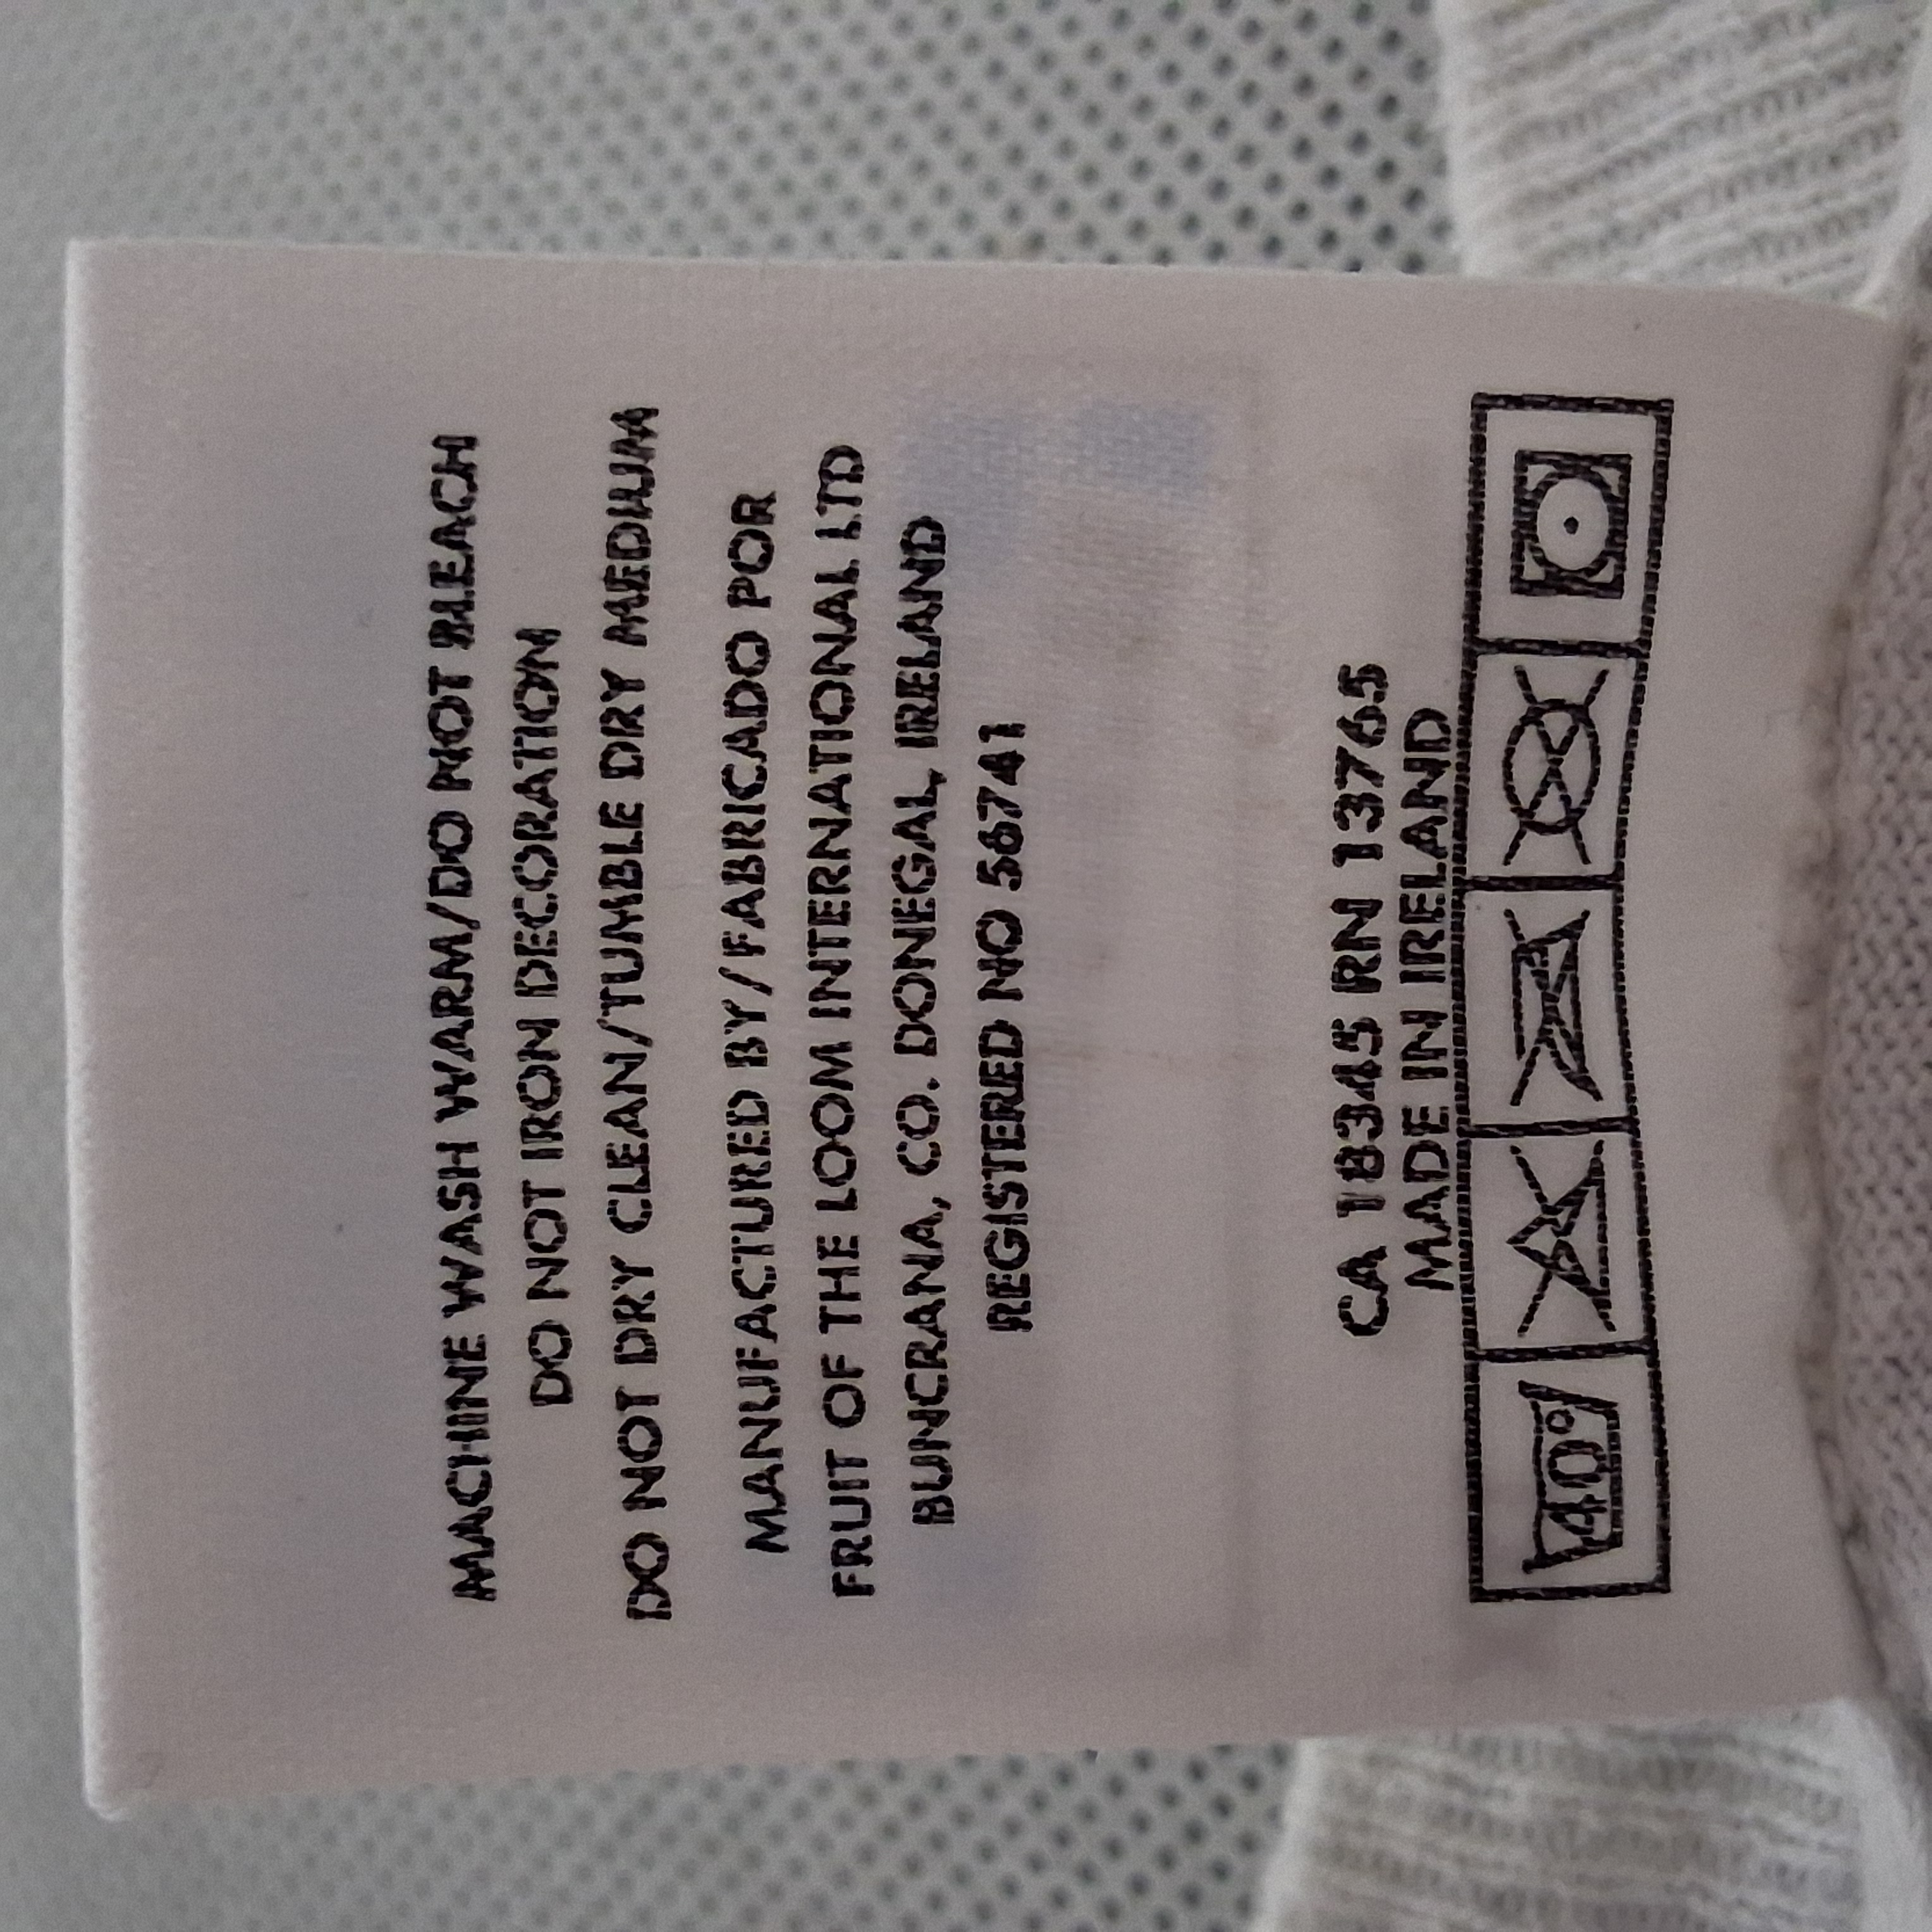 MACHINE WASH WARM/DO NOT BLEACH
DO NOT IRON DECORATION
DO NOT DRY CLEAN/TUMBLE DRY MEDIUM
MANUFACTURED BY/FABRICADO POR
FRUIT OF THE LOOM INTERNATIONAL LTD
BUNCRANA, CO. DONEGAL, IRELAND
REGISTERED NO 56741
CA 18345 RN 13765
MADE IN IRELAND
40°